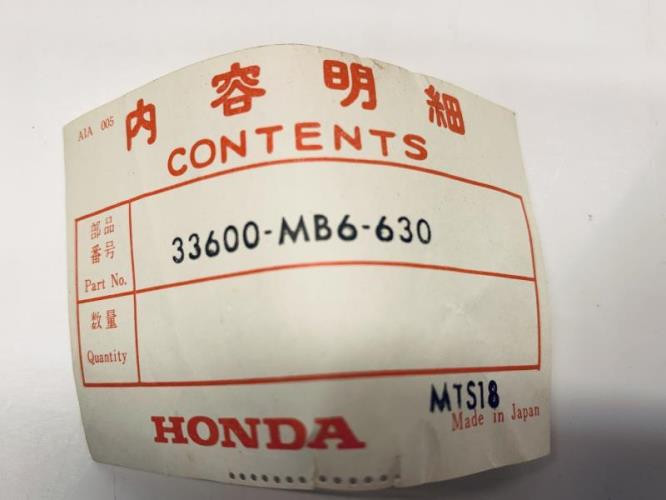 A1A 005
内容明細
CONTENTS
部品
番号
Part No.
33600-MB6-630
数量
Quantity
MTS18
Made in Japan
HONDA